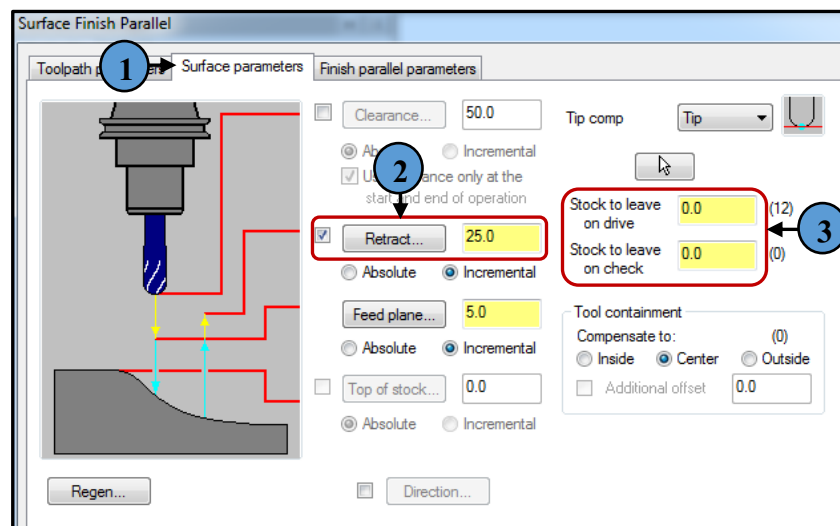 Surface Finish Parallel
1
Surface parameters
Finish parallel parameters
Toolpath
Clearance... 50.0
Incremental
2
only at the
end of operation
Retract... 25.0
Absolute Incremental
Feed plane... 5.0
Absolute Incremental
Top of stock... 0.0
Absolute Incremental
Regen...
Direction...
Tip comp Tip
Stock to leave
on drive
0.0 (12)
Stock to leave
on check
0.0 (0)
3
Tool containment
Compensate to: (0)
Inside Center Outside
Additional offset 0.0